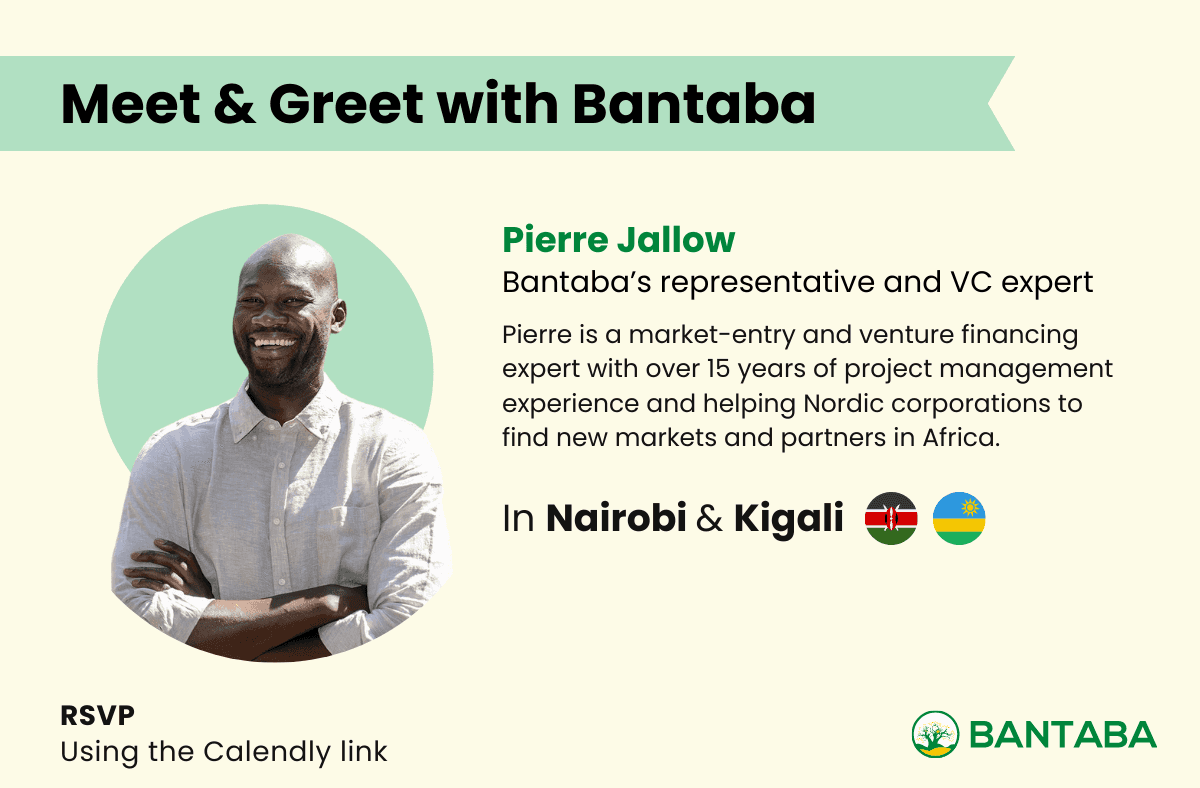 Meet & Greet with Bantaba
Pierre Jallow
Bantaba’s representative and VC expert
Pierre is a market-entry and venture financing
expert with over 15 years of project management
experience and helping Nordic corporations to
find new markets and partners in Africa.
In Nairobi & Kigali
RSVP
Using the Calendly link
BANTABA